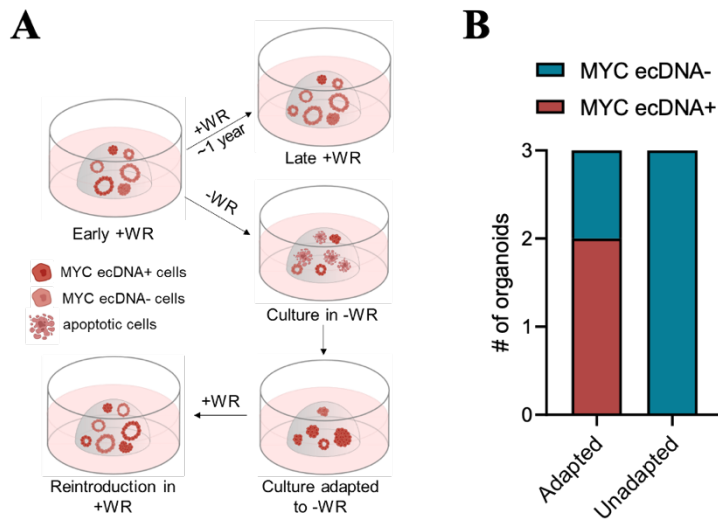 A
+WR
~1 year
Late +WR
Early +WR
-WR
MYC ecDNA+ cells
MYC ecDNA- cells
apoptotic cells
Culture in -WR
+WR
Reintroduction in
+WR
Culture adapted
to -WR
B
MYC ecDNA-
MYC ecDNA+
# of organoids
3
2
1
0
Adapted
Unadapted